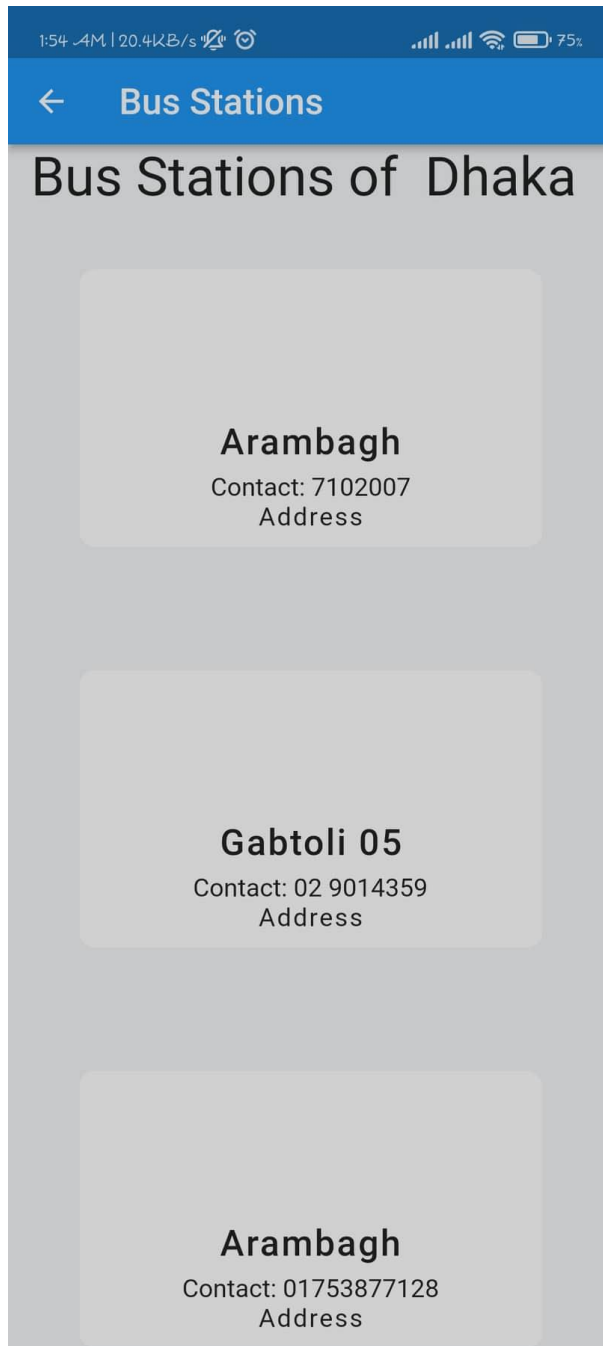 1:54 AM | 20.4KB/s 75%
Bus Stations
Bus Stations of Dhaka
Arambagh
Contact: 7102007
Address
Gabtoli 05
Contact: 02 9014359
Address
Arambagh
Contact: 01753877128
Address